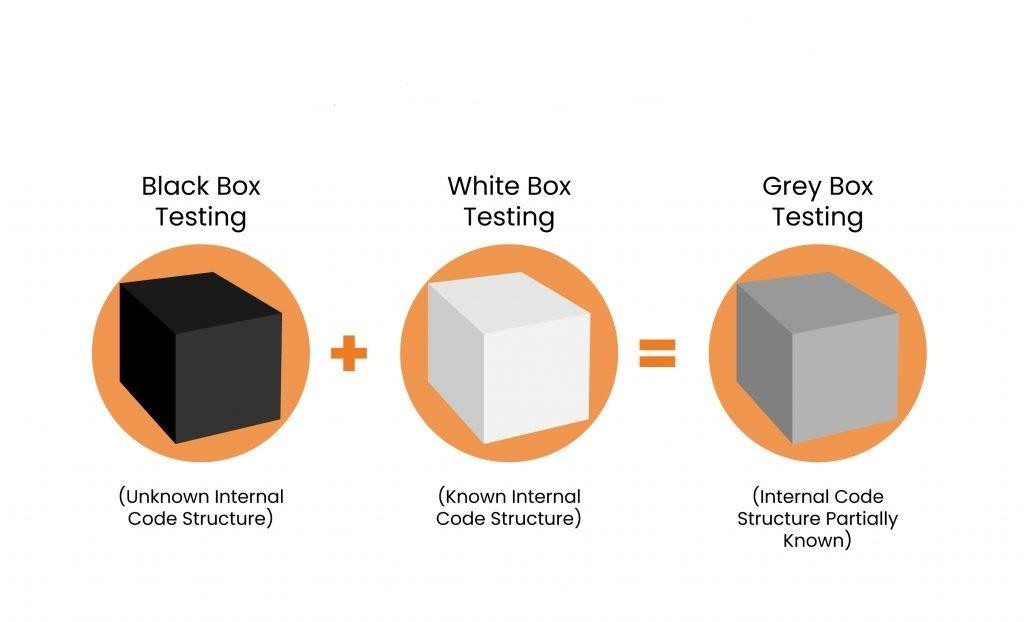 Black Box
Testing
White Box
Testing
Grey Box
Testing
+
=
(Unknown Internal
Code Structure)
(Known Internal
Code Structure)
(Internal Code
Structure Partially
Known)